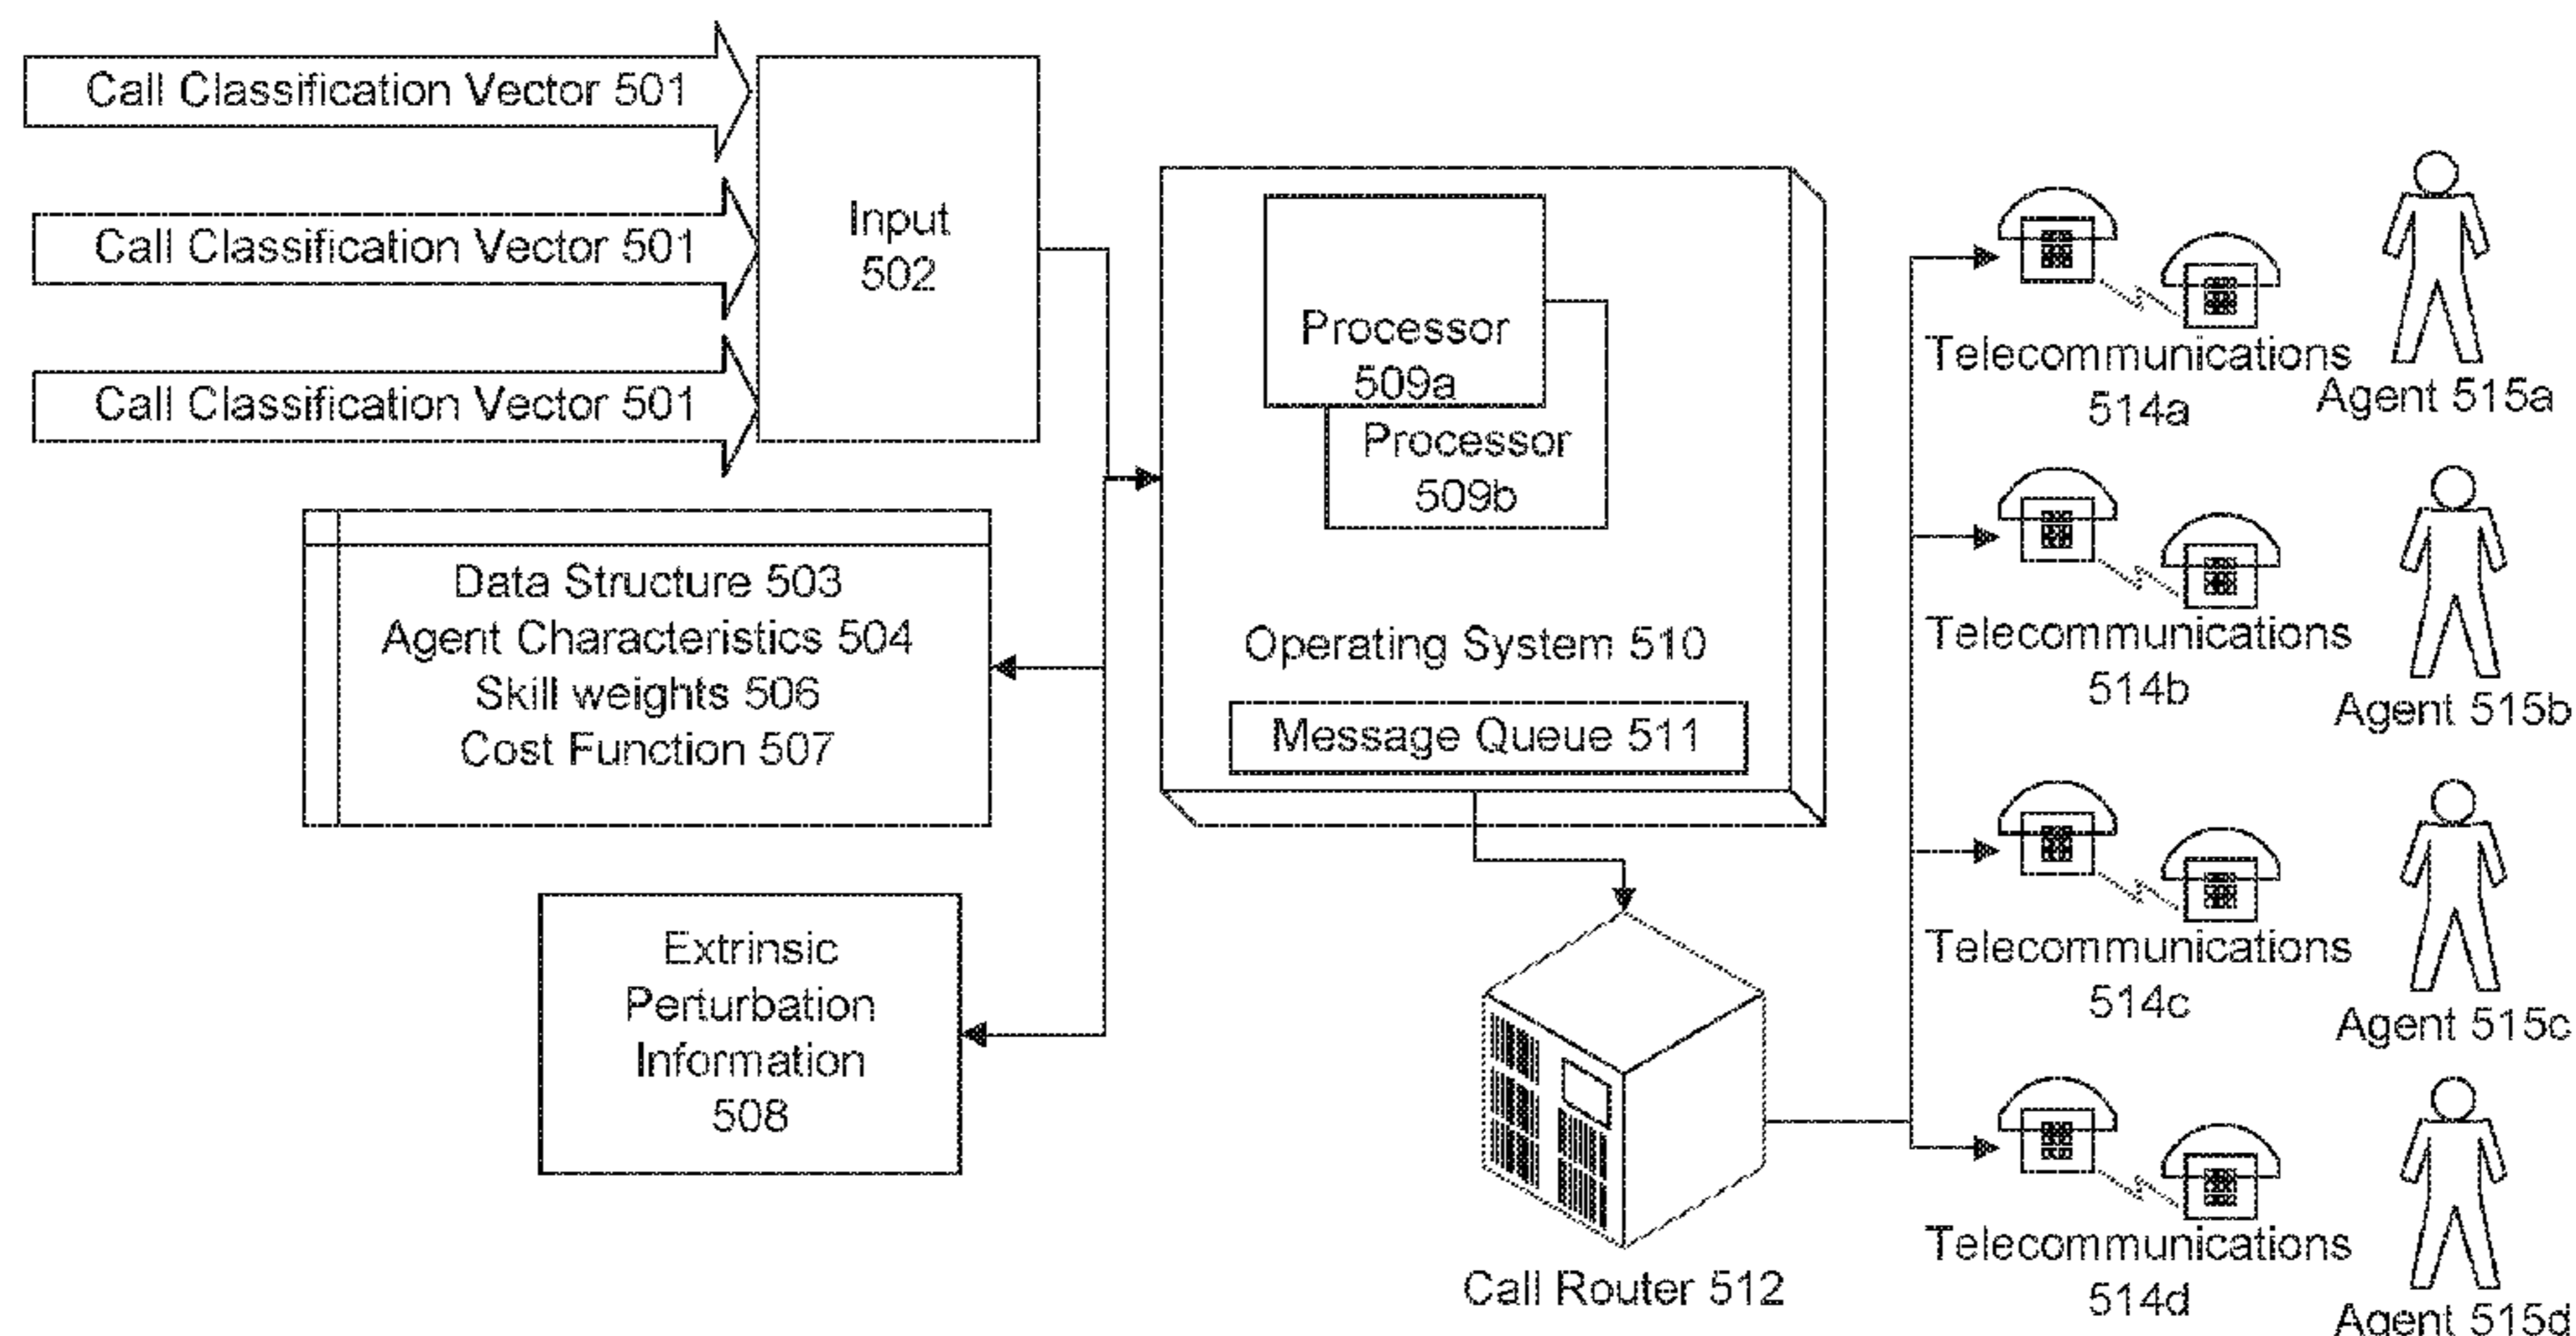 Call Classification Vector 501
Call Classification Vector 501
Call Classification Vector 501
Input
502
Data Structure 503
Agent Characteristics 504
Skill weights 506
Cost Function 507
Extrinsic
Perturbation
Information
508
Processor
509a
Processor
509b
Operating System 510
Message Queue 511
Call Router 512
Telecommunications
514a
Agent 515a
Telecommunications
514b
Agent 515b
Telecommunications
514c
Agent 515c
Telecommunications
514d
Agent 515d